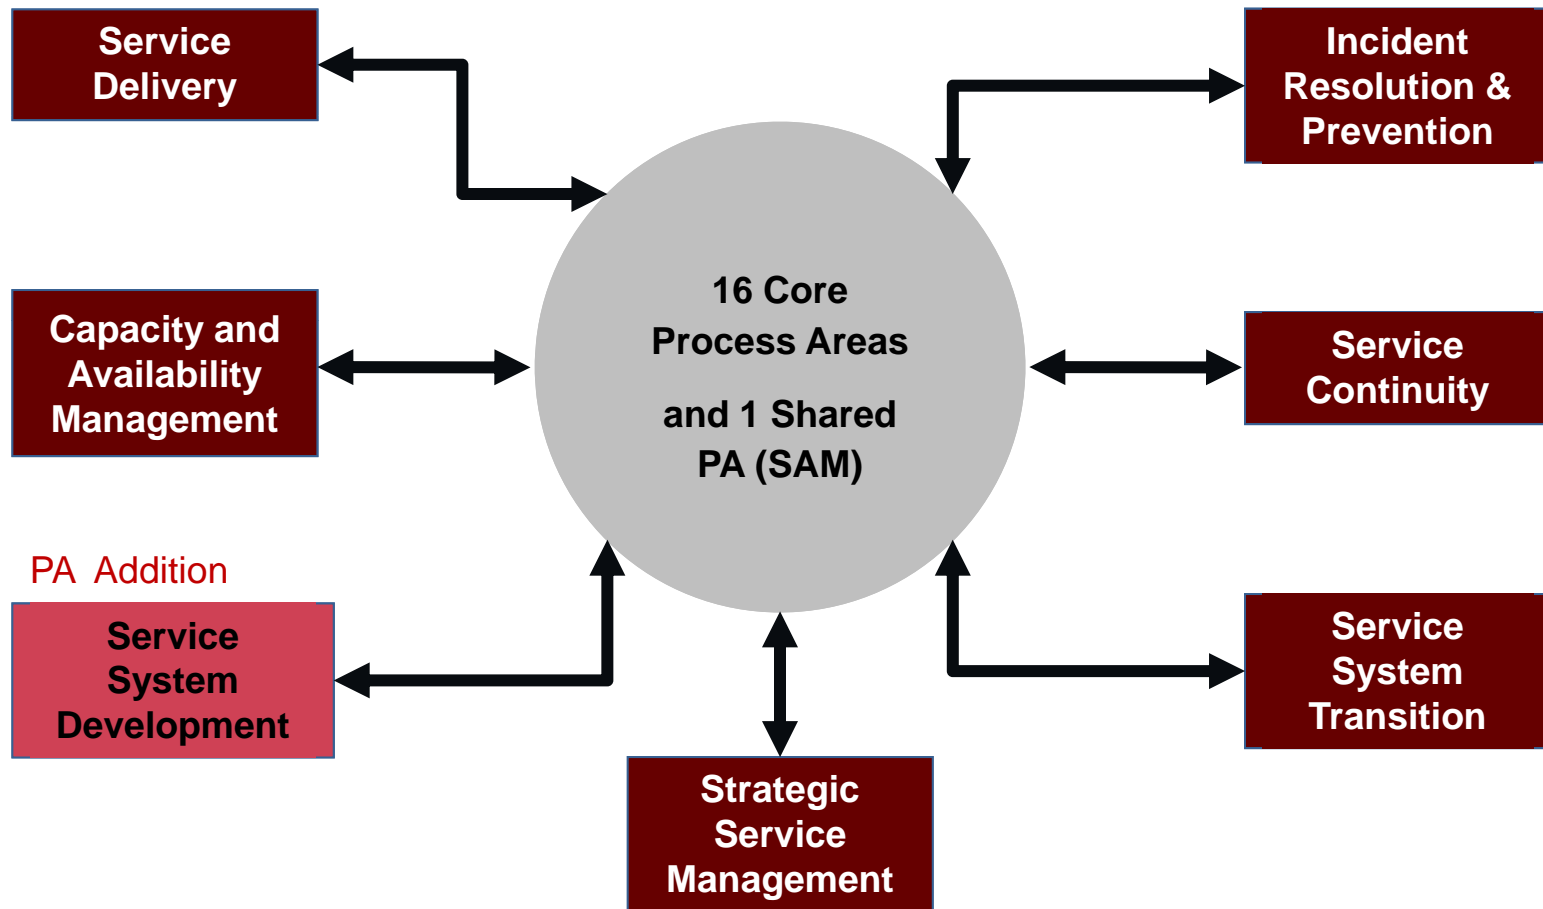 Service
Delivery
Incident
Resolution &
Prevention
16 Core
Process Areas
and 1 Shared
PA (SAM)
Capacity and
Availability
Management
Service
Continuity
PA Addition
Service
System
Development
Service
System
Transition
Strategic
Service
Management